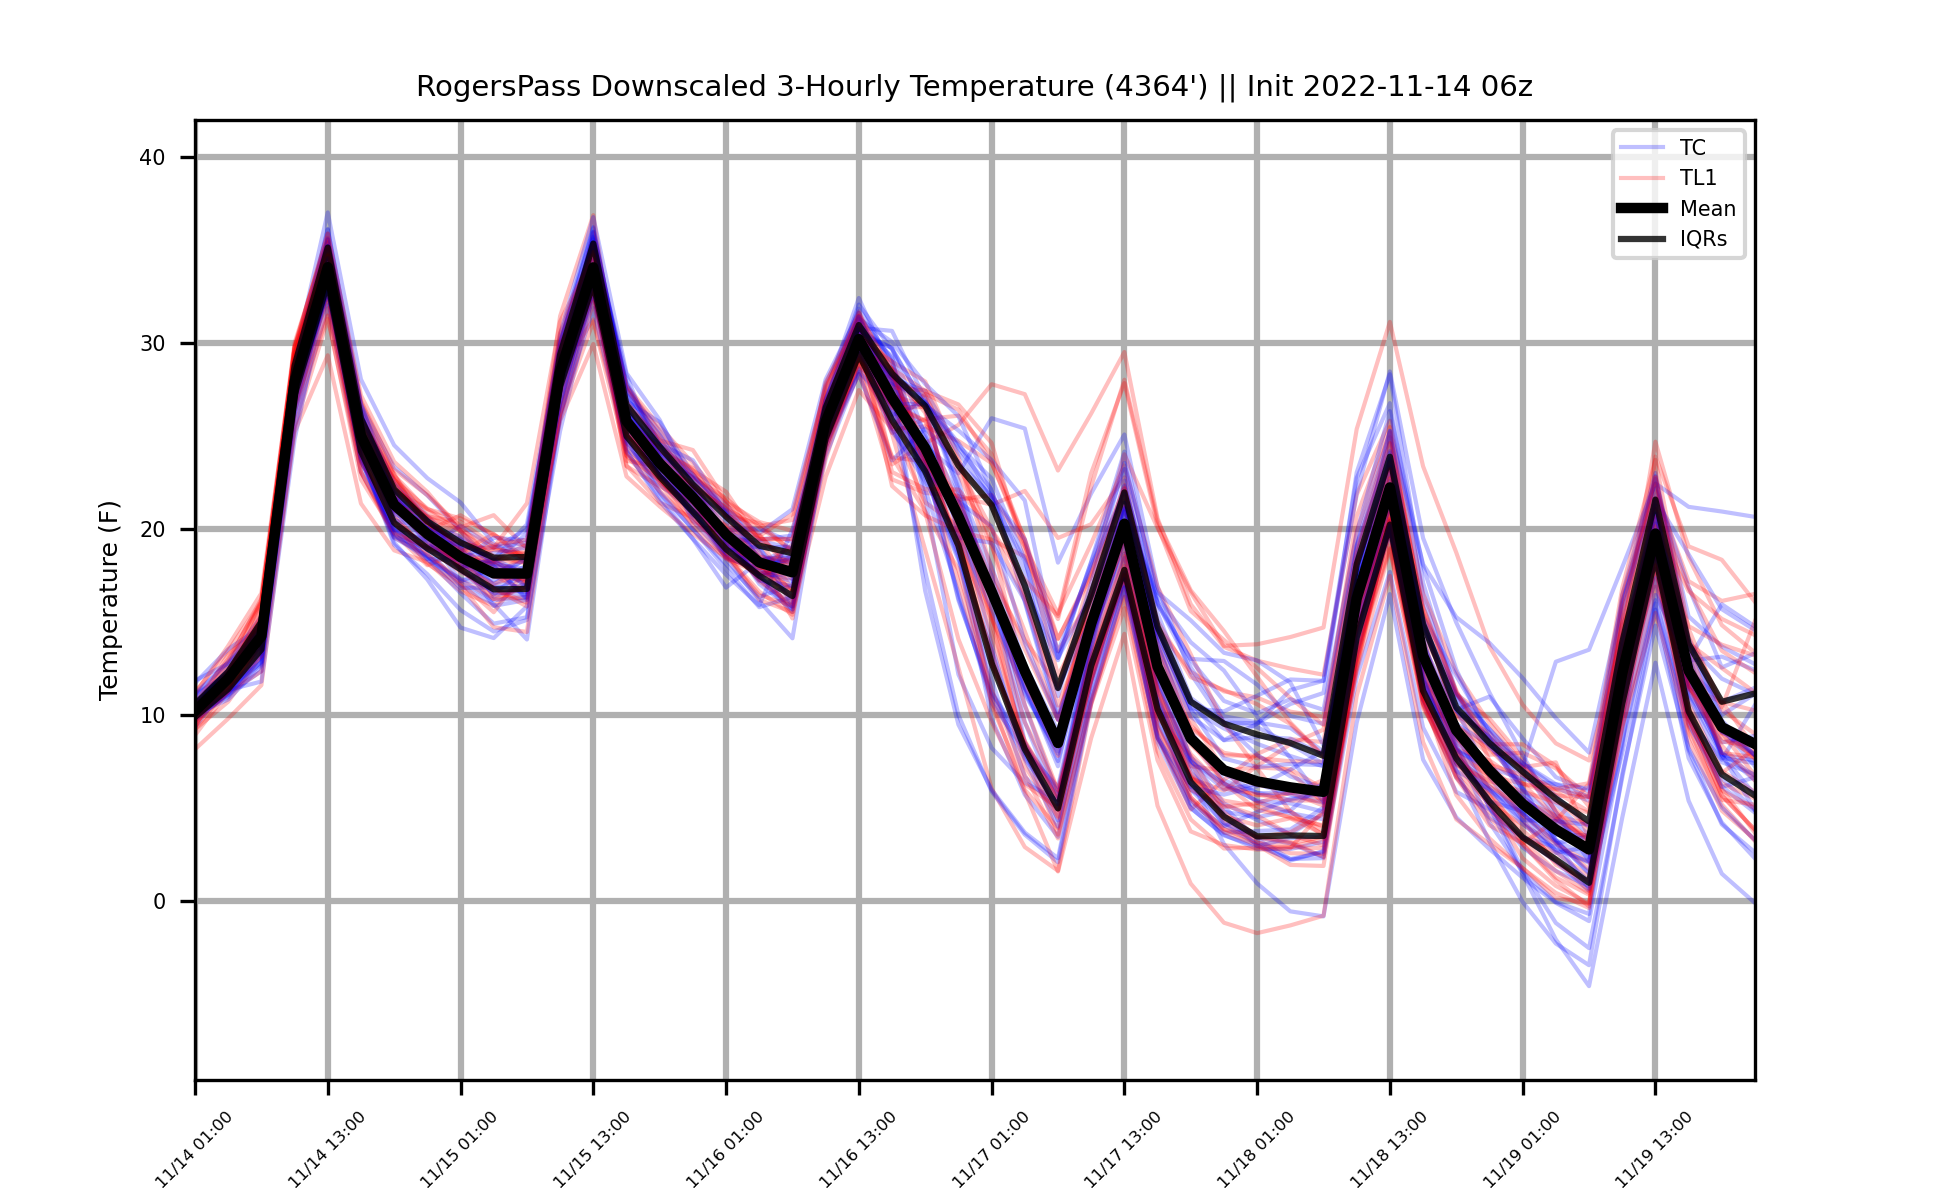 RogersPass Downscaled 3-Hourly Temperature (4364') || Init 2022-11-14 06z
TC
TL1
Mean
IQRs
Temperature (F)
40
30
20
10
0
11/14 01:00
11/14 13:00
11/15 01:00
11/15 13:00
11/16 01:00
11/16 13:00
11/17 01:00
11/17 13:00
11/18 01:00
11/18 13:00
11/19 01:00
11/19 13:00